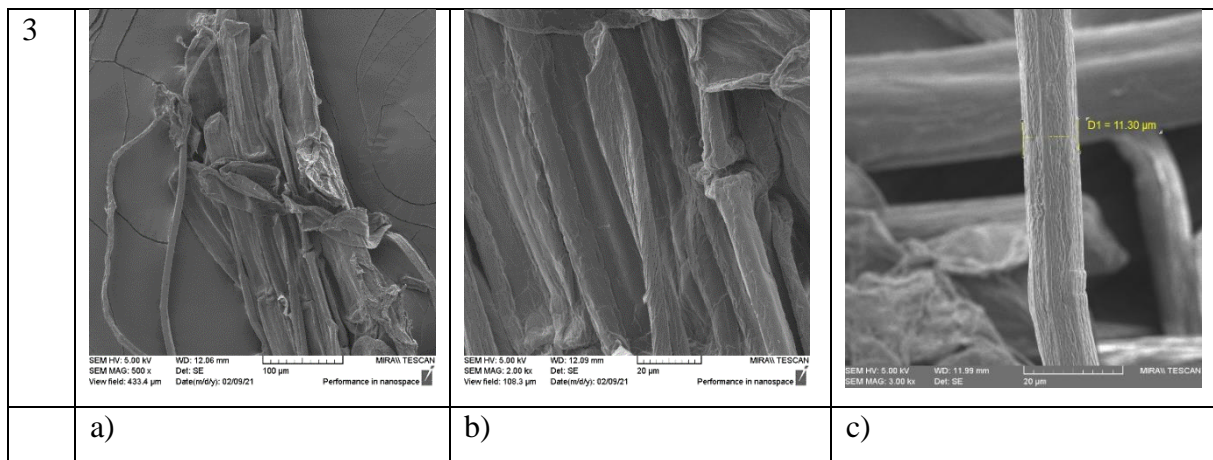 3
SEM HV: 5.00 kV WD: 12.06 mm MIRA\\ TESCAN
SEM MAG: 500 x Det: SE 100 µm
View field: 433.4 µm Date(m/d/y): 02/09/21 Performance in nanospace
SEM HV: 5.00 kV WD: 12.09 mm MIRA\\ TESCAN
SEM MAG: 2.00 kx Det: SE 20 µm
View field: 108.3 µm Date(m/d/y): 02/09/21 Performance in nanospace
D1 = 11.30 µm
SEM HV: 5.00 kV WD: 11.99 mm MIRA\\ TESCAN
SEM MAG: 3.00 kx Det: SE 20 µm
a) b) c)